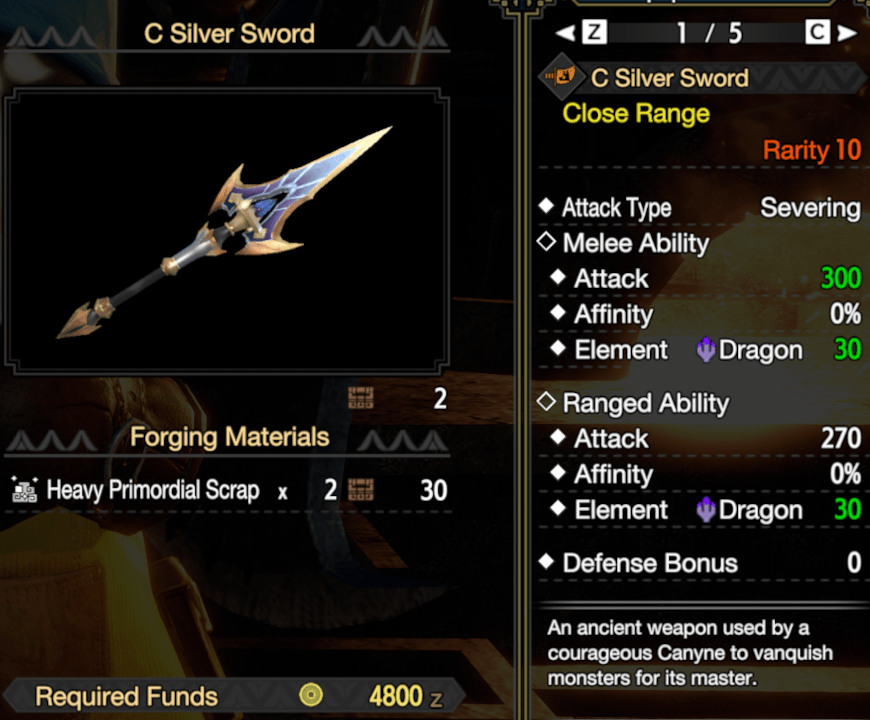 C Silver Sword
2
Forging Materials
Heavy Primordial Scrap x 2 30
Required Funds 4800 z
Z 1 / 5 C
C Silver Sword
Close Range
Rarity 10
Attack Type Severing
Melee Ability
Attack 300
Affinity 0%
Element Dragon 30
Ranged Ability
Attack 270
Affinity 0%
Element Dragon 30
Defense Bonus 0
An ancient weapon used by a
courageous Canyne to vanquish
monsters for its master.